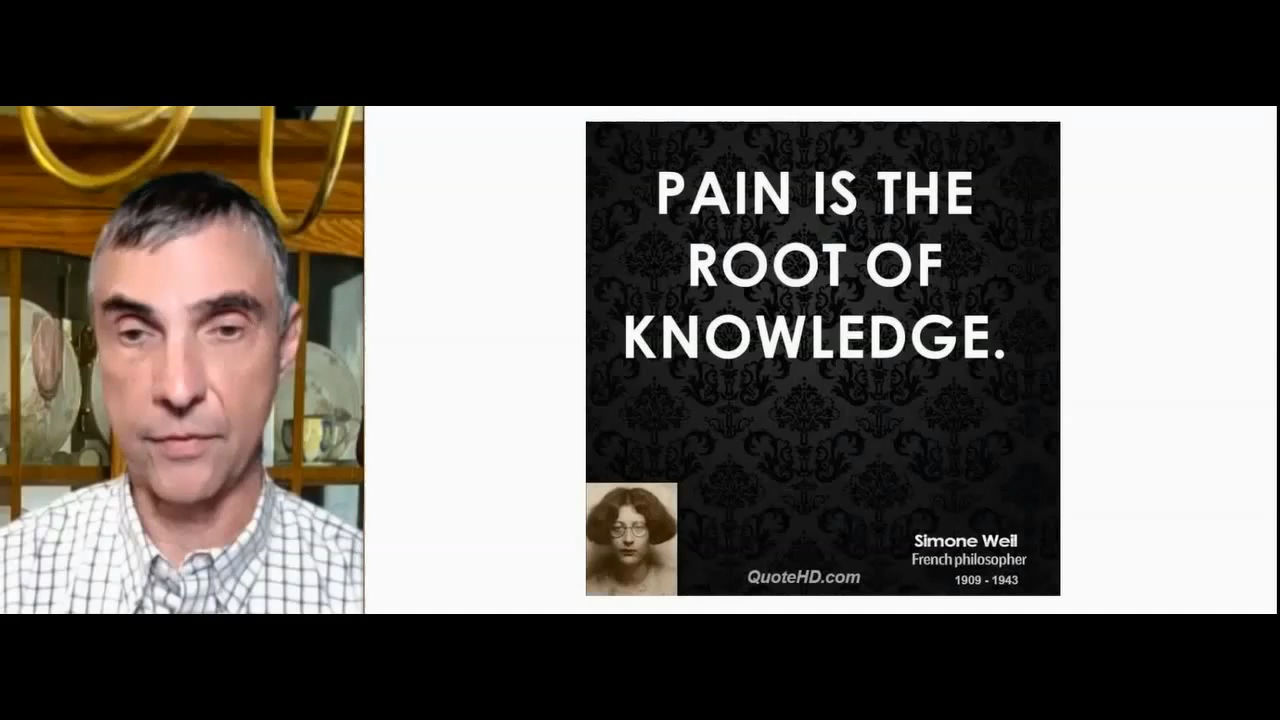 PAIN IS THE
ROOT OF
KNOWLEDGE.
Simone Weil
French philosopher
QuoteHD.com
1909 - 1943